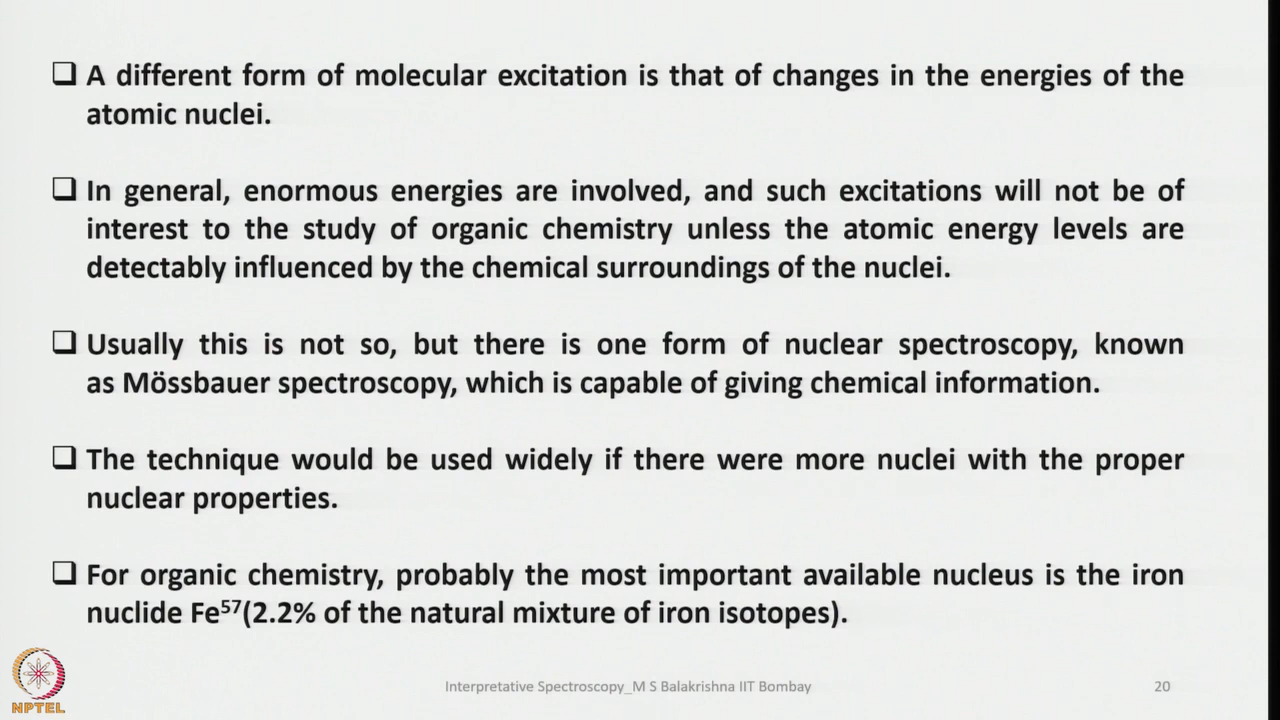 ❑ A different form of molecular excitation is that of changes in the energies of the
atomic nuclei.
❑ In general, enormous energies are involved, and such excitations will not be of
interest to the study of organic chemistry unless the atomic energy levels are
detectably influenced by the chemical surroundings of the nuclei.
❑ Usually this is not so, but there is one form of nuclear spectroscopy, known
as Mössbauer spectroscopy, which is capable of giving chemical information.
❑ The technique would be used widely if there were more nuclei with the proper
nuclear properties.
❑ For organic chemistry, probably the most important available nucleus is the iron
nuclide Fe⁵⁷(2.2% of the natural mixture of iron isotopes).
NPTEL
Interpretative Spectroscopy_M S Balakrishna IIT Bombay
20